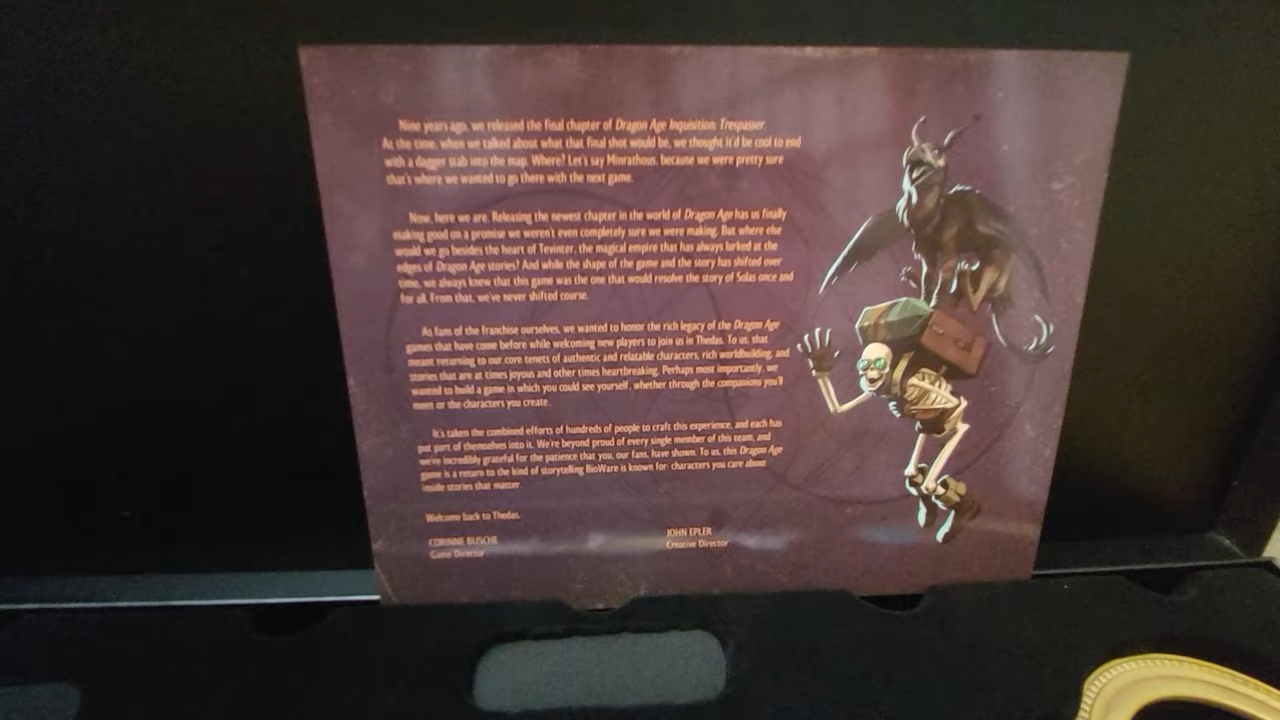 Nine years ago, we released the final chapter of Dragon Age Inquisition: Trespasser.
At the time, when we talked about what that final shot would be, we thought it'd be cool to end
with a dagger stab into the map. Where? Let's say Minrathous, because we were pretty sure
that's where we wanted to go there with the next game.
Now, here we are. Releasing the newest chapter in the world of Dragon Age has us finally
making good on a promise we weren't even completely sure we were making. But where else
would we go besides the heart of Tevinter, the magical empire that has always lurked at the
edges of Dragon Age stories? And while the shape of the game and the story has shifted over
time, we always knew that this game was the one that would resolve the story of Solas once and
for all. From that, we've never shifted course.
As fans of the franchise ourselves, we wanted to honor the rich legacy of the Dragon Age
games that have come before while welcoming new players to join us in Thedas. To us, that
meant returning to our core tenets of authentic and relatable characters, rich worldbuilding, and
stories that are at times joyous and other times heartbreaking. Perhaps most importantly, we
wanted to build a game in which you could see yourself, whether through the companions you'll
meet or the characters you create.
It's taken the combined efforts of hundreds of people to craft this experience, and each has
put part of themselves into it. We're beyond proud of every single member of this team, and
we're incredibly grateful for the patience that you, our fans, have shown. To us, this Dragon Age
game is a return to the kind of storytelling BioWare is known for: characters you care about
inside stories that matter.
Welcome back to Thedas.
CORINNE BUSCHE
Game Director
JOHN EPLER
Creative Director